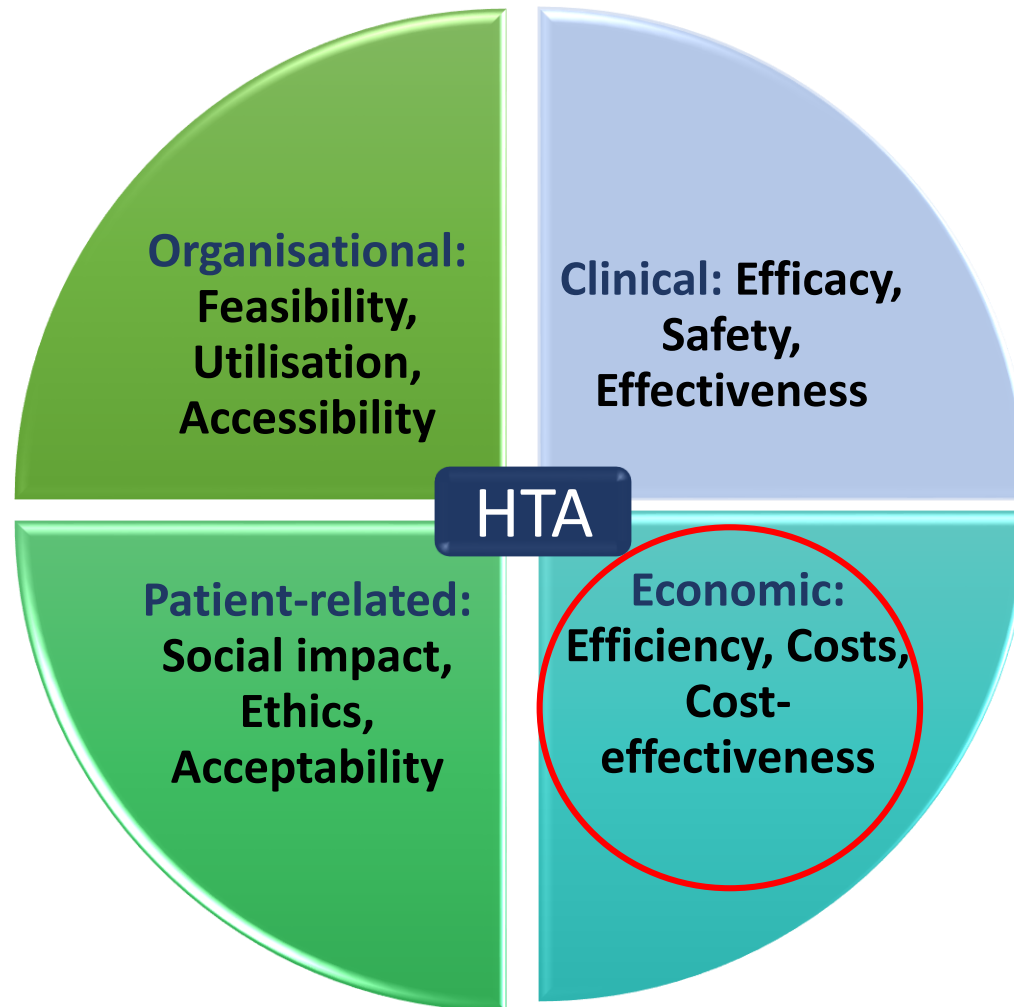 Organisational:
Feasibility,
Utilisation,
Accessibility
Clinical: Efficacy,
Safety,
Effectiveness
HTA
Patient-related:
Social impact,
Ethics,
Acceptability
Economic:
Efficiency, Costs,
Cost-
effectiveness